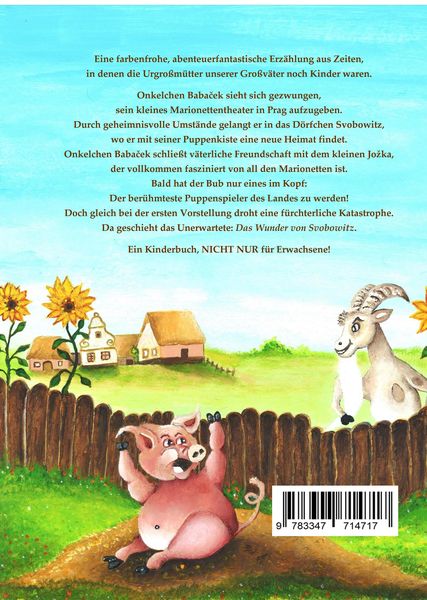 Eine farbenfrohe, abenteuerfantastische Erzählung aus Zeiten,
in denen die Urgroßmütter unserer Großväter noch Kinder waren.
Onkelchen Babaček sieht sich gezwungen,
sein kleines Marionettentheater in Prag aufzugeben.
Durch geheimnisvolle Umstände gelangt er in das Dörfchen Svobowitz,
wo er mit seiner Puppenkiste eine neue Heimat findet.
Onkelchen Babaček schließt väterliche Freundschaft mit dem kleinen Jožka,
der vollkommen fasziniert von all den Marionetten ist.
Bald hat der Bub nur eines im Kopf:
Der berühmteste Puppenspieler des Landes zu werden!
Doch gleich bei der ersten Vorstellung droht eine fürchterliche Katastrophe.
Da geschieht das Unerwartete: Das Wunder von Svobowitz.
Ein Kinderbuch, NICHT NUR für Erwachsene!
9 783347 714717